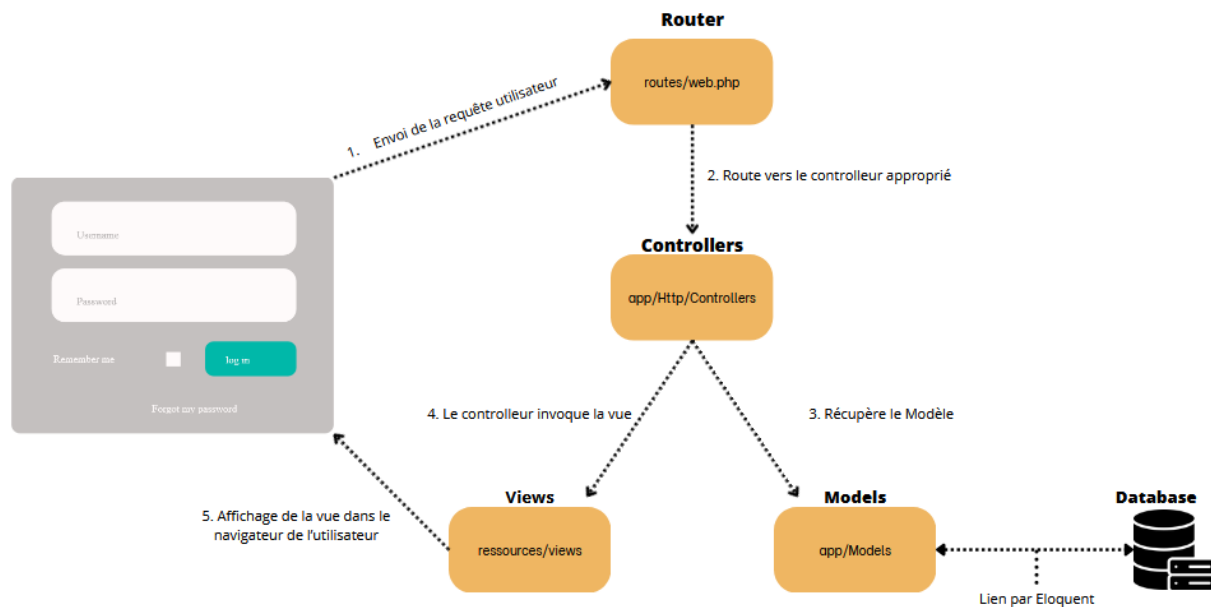 Router
routes/web.php
1. Envoi de la requête utilisateur
2. Route vers le controlleur approprié
Username
Password
Remember me
log in
Forgot my password
Controllers
app/Http/Controllers
4. Le controlleur invoque la vue
3. Récupère le Modèle
5. Affichage de la vue dans le
navigateur de l'utilisateur
Views
ressources/views
Models
app/Models
Database
Lien par Eloquent